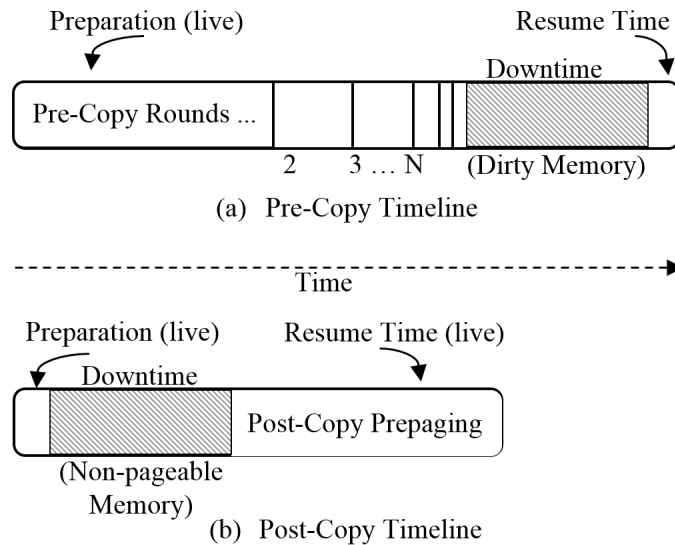 Preparation (live)
Resume Time
Downtime
Pre-Copy Rounds ...
2
3 ... N
(Dirty Memory)
(a) Pre-Copy Timeline
Time
Preparation (live)
Resume Time (live)
Downtime
Post-Copy Prepaging
(Non-pageable
Memory)
(b) Post-Copy Timeline